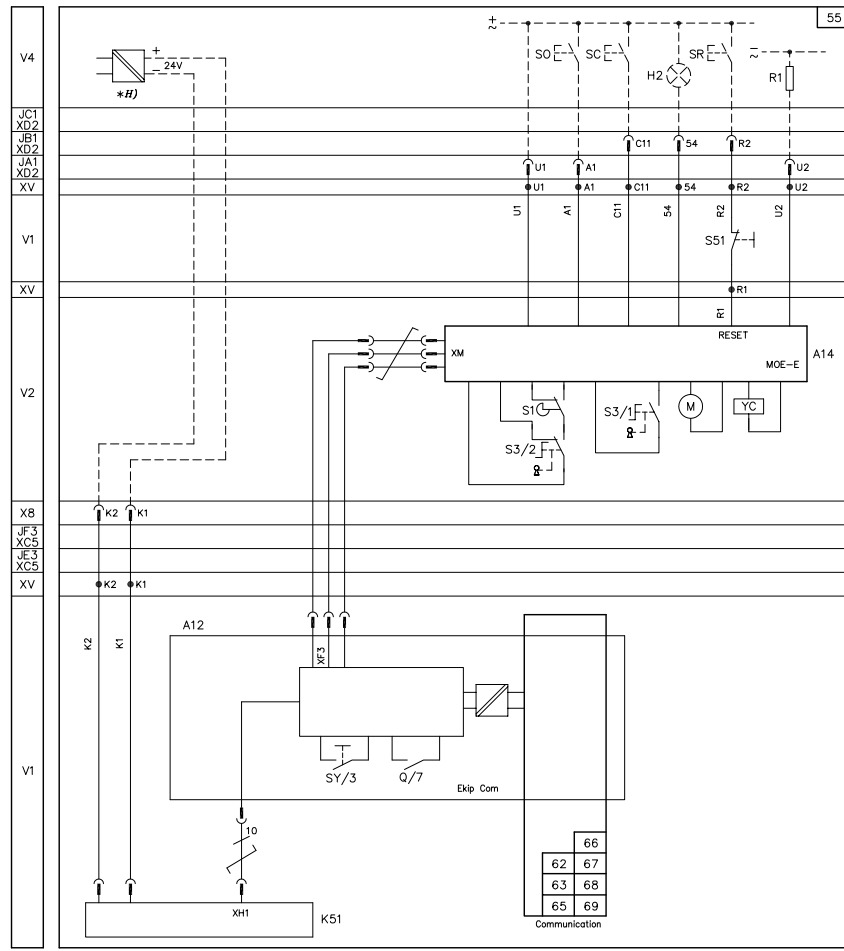 55
V4
+
~
+
−
24V
*H)
SO
SC
H2
SR
−
~
R1
JC1
XD2
JB1
XD2
C11
54
R2
JA1
XD2
U1
A1
U2
XV
U1
A1
C11
54
R2
U2
V1
U1
A1
C11
54
R2
U2
S51
XV
R1
R1
V2
XM
RESET
MOE-E
A14
S1
S3/1
M
YC
S3/2
X8
K2
K1
JF3
XC5
JE3
XC5
XV
K2
K1
V1
K2
K1
A12
XF3
SY/3
Q/7
Ekip Com
10
66
62
67
63
68
65
69
Communication
XH1
K51